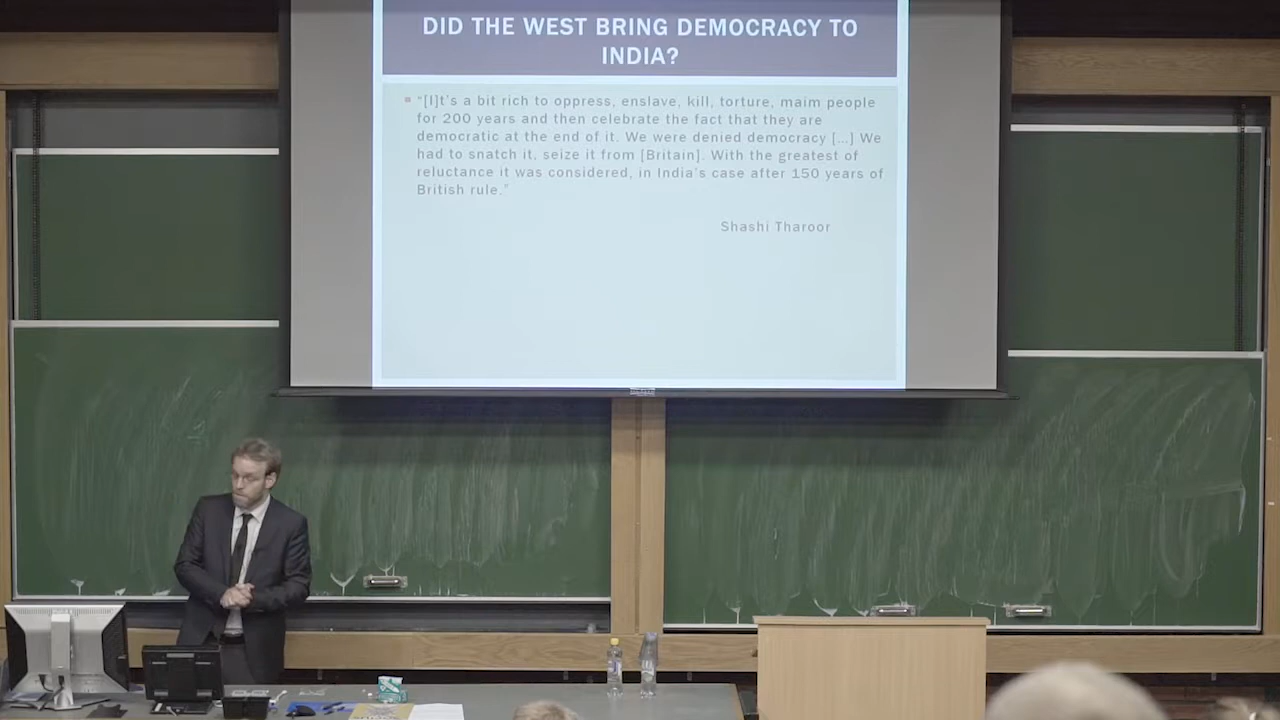 DID THE WEST BRING DEMOCRACY TO
INDIA?
"[I]t's a bit rich to oppress, enslave, kill, torture, maim people
for 200 years and then celebrate the fact that they are
democratic at the end of it. We were denied democracy [...] We
had to snatch it, seize it from [Britain]. With the greatest of
reluctance it was considered, in India's case after 150 years of
British rule."
Shashi Tharoor